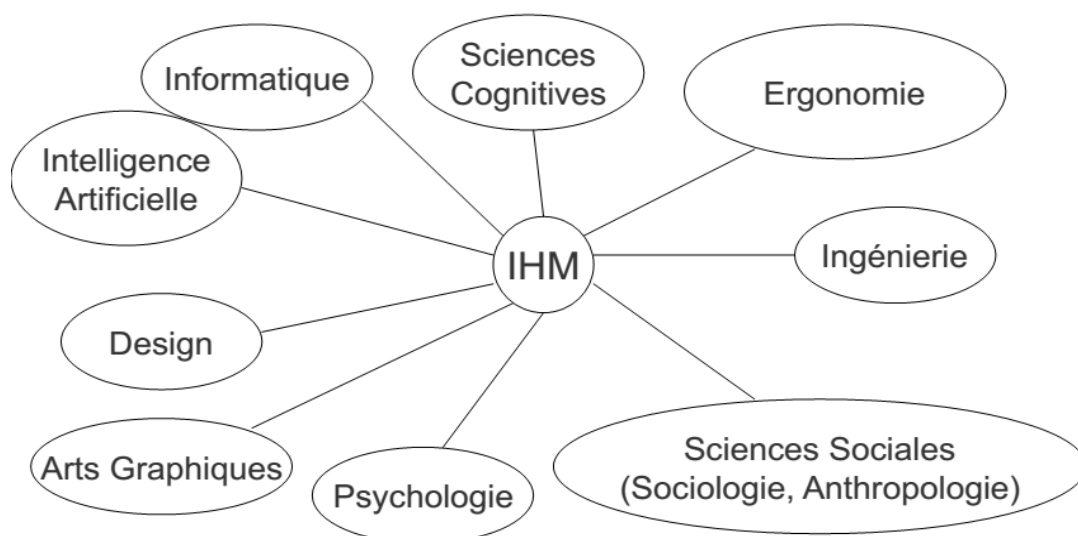 Informatique
Sciences
Cognitives
Ergonomie
Intelligence
Artificielle
IHM
Ingénierie
Design
Arts Graphiques
Psychologie
Sciences Sociales
(Sociologie, Anthropologie)